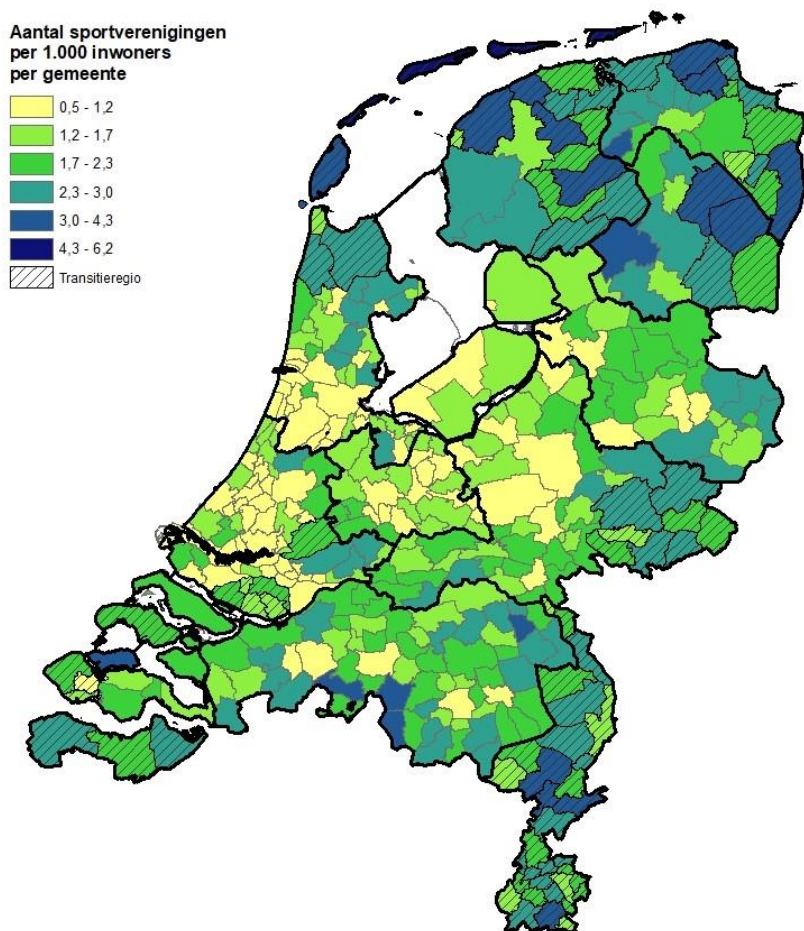 Aantal sportverenigingen
per 1.000 inwoners
per gemeente
0,5 - 1,2
1,2 - 1,7
1,7 - 2,3
2,3 - 3,0
3,0 - 4,3
4,3 - 6,2
Transitieregio